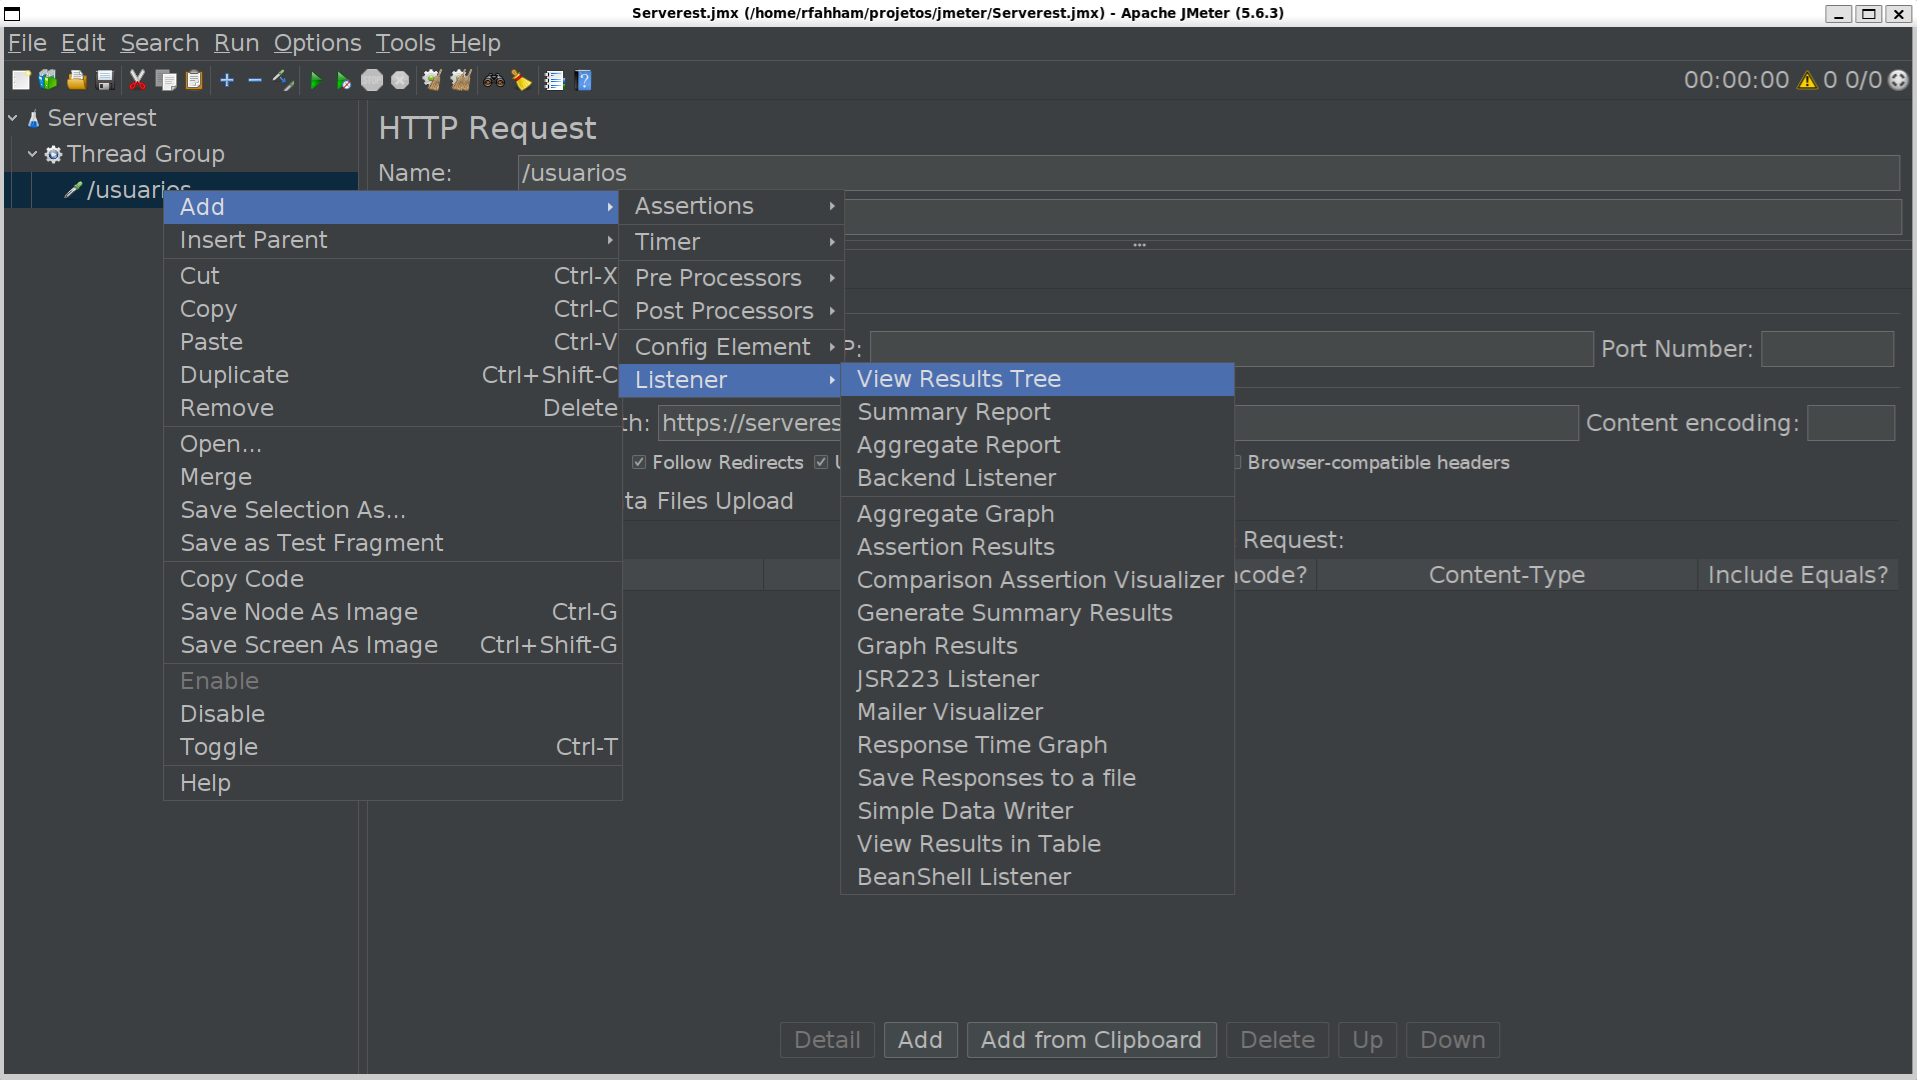 Serverest.jmx (/home/rfahham/projetos/jmeter/Serverest.jmx) - Apache JMeter (5.6.3)
File Edit Search Run Options Tools Help
00:00:00 0 0/0
Serverest
Thread Group
/usuarios
HTTP Request
Name: /usuarios
Add
Insert Parent
Cut Ctrl-X
Copy Ctrl-C
Paste Ctrl-V
Duplicate Ctrl+Shift-C
Remove Delete
Open...
Merge
Save Selection As...
Save as Test Fragment
Copy Code
Save Node As Image Ctrl-G
Save Screen As Image Ctrl+Shift-G
Enable
Disable
Toggle Ctrl-T
Help
Assertions
Timer
Pre Processors
Post Processors
Config Element
Listener
View Results Tree
Summary Report
Aggregate Report
Backend Listener
Aggregate Graph
Assertion Results
Comparison Assertion Visualizer
Generate Summary Results
Graph Results
JSR223 Listener
Mailer Visualizer
Response Time Graph
Save Responses to a file
Simple Data Writer
View Results in Table
BeanShell Listener
P: Port Number:
th: https://serveres Content encoding:
Follow Redirects Browser-compatible headers
ta Files Upload
Request:
code? Content-Type Include Equals?
Detail Add Add from Clipboard Delete Up Down